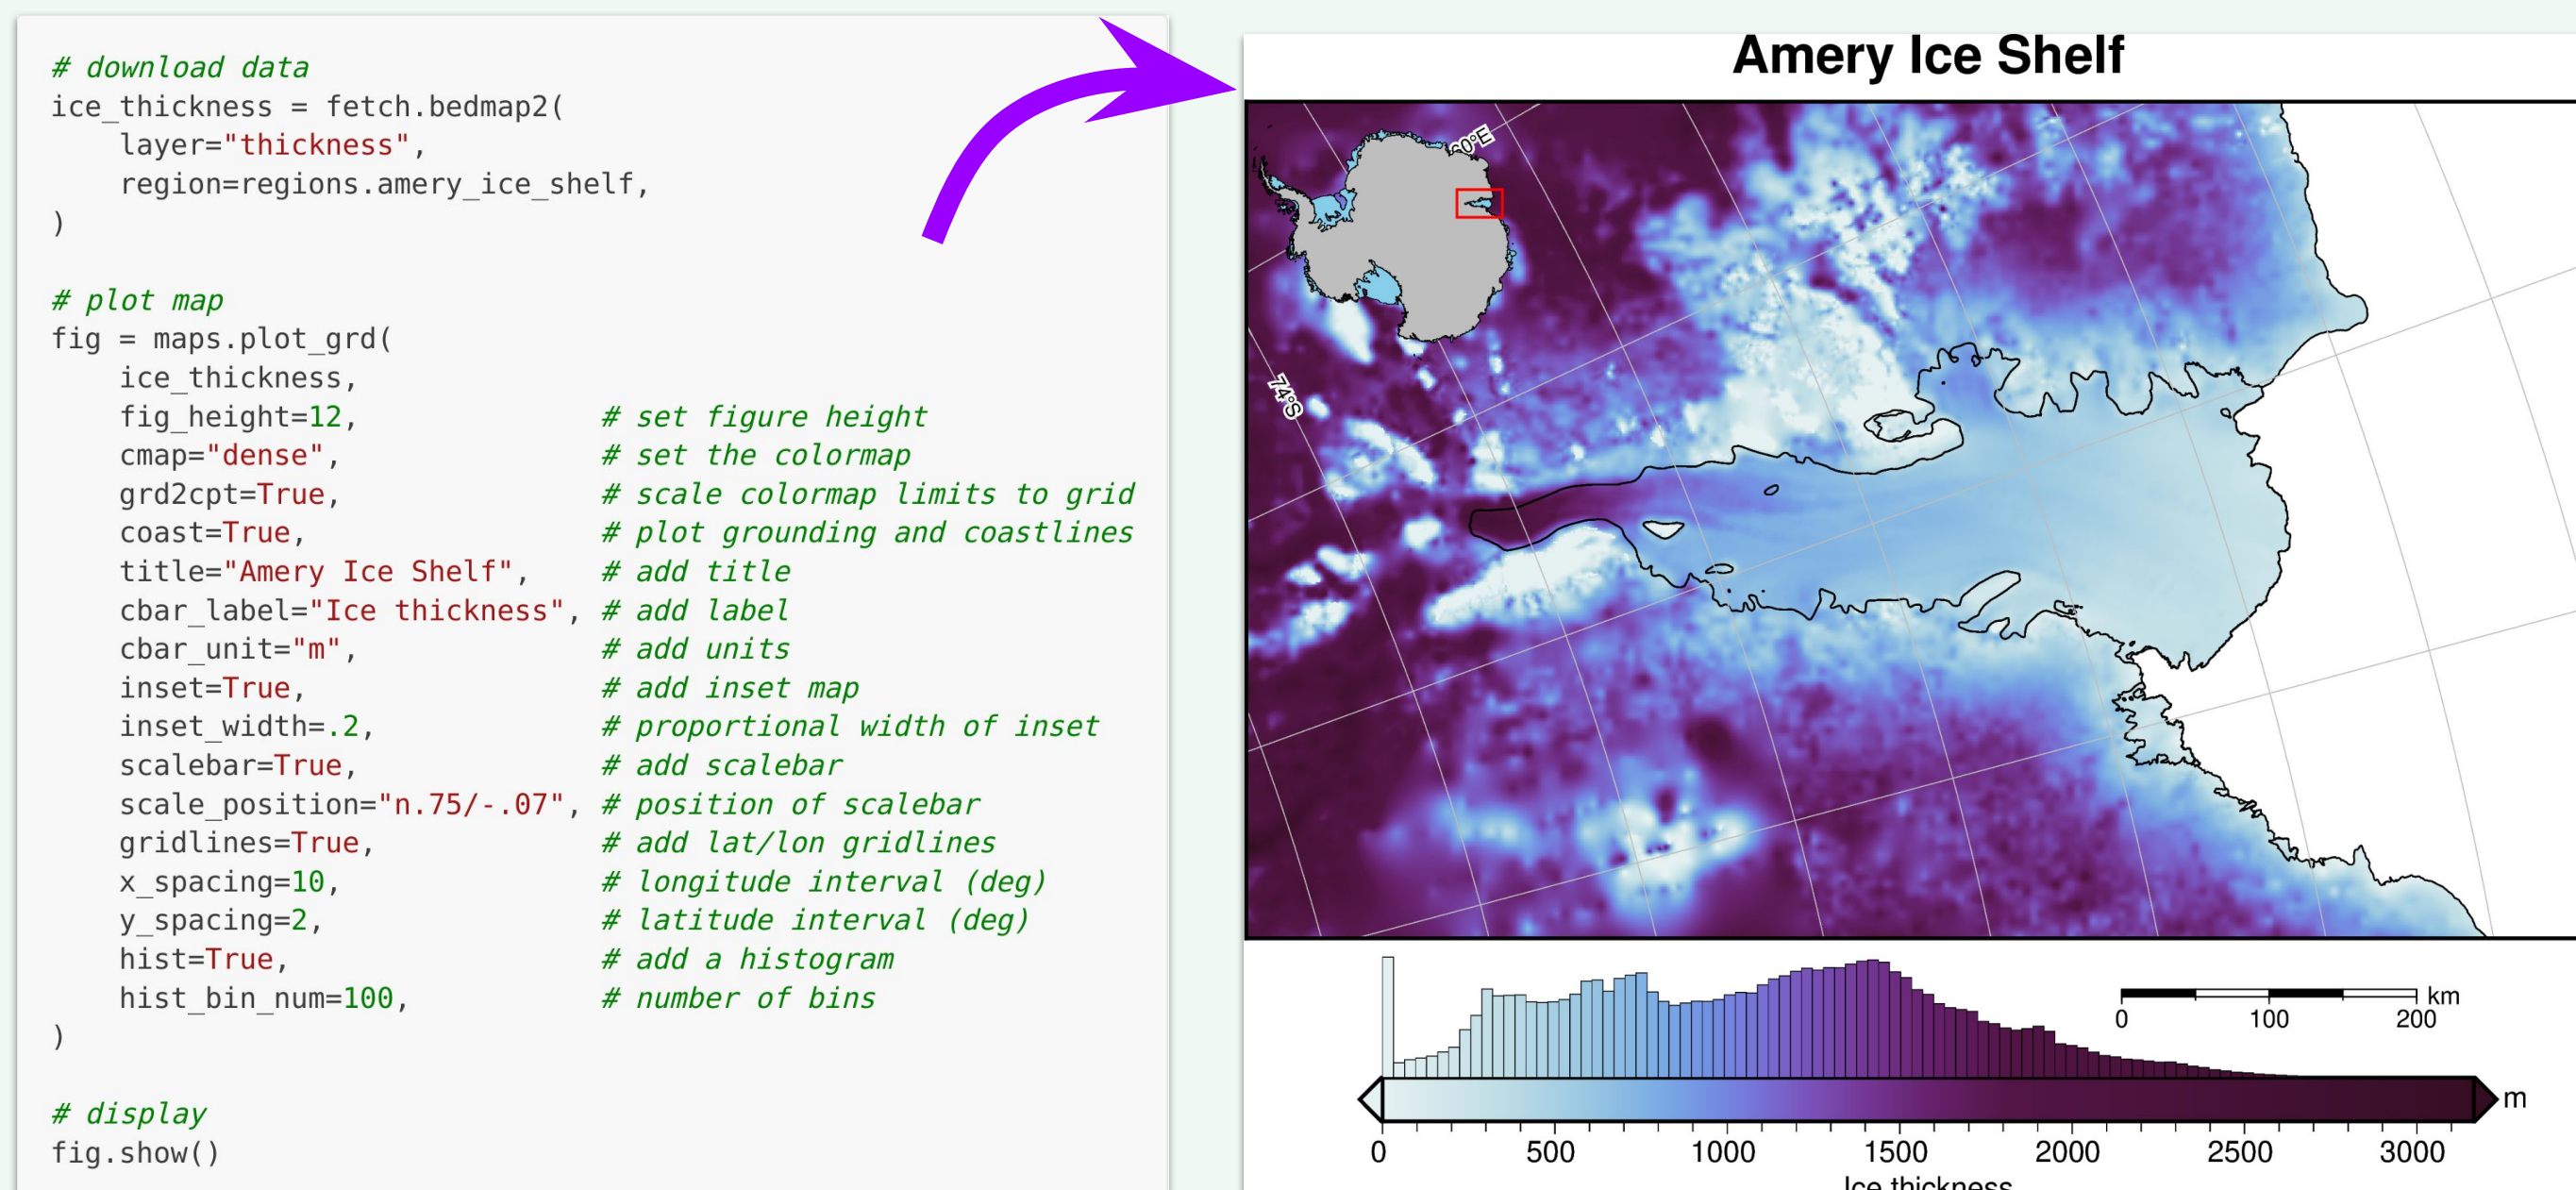 # download data
ice_thickness = fetch.bedmap2(
    layer="thickness",
    region=regions.amery_ice_shelf,
)

# plot map
fig = maps.plot_grd(
    ice_thickness,
    fig_height=12,              # set figure height
    cmap="dense",               # set the colormap
    grd2cpt=True,               # scale colormap limits to grid
    coast=True,                 # plot grounding and coastlines
    title="Amery Ice Shelf",    # add title
    cbar_label="Ice thickness", # add label
    cbar_unit="m",              # add units
    inset=True,                 # add inset map
    inset_width=.2,             # proportional width of inset
    scalebar=True,              # add scalebar
    scale_position="n.75/-.07", # position of scalebar
    gridlines=True,             # add lat/lon gridlines
    x_spacing=10,               # longitude interval (deg)
    y_spacing=2,                # latitude interval (deg)
    hist=True,                  # add a histogram
    hist_bin_num=100,           # number of bins
)

# display
fig.show()
Amery Ice Shelf
60°E
74°S
km
0 100 200
m
0 500 1000 1500 2000 2500 3000
Ice thickness